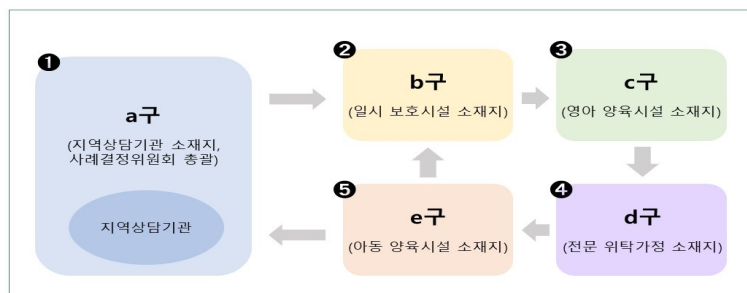 ❶
a구
(지역상담기관 소재지,
사례결정위원회 총괄)
지역상담기관
❷
b구
(일시 보호시설 소재지)
❸
c구
(영아 양육시설 소재지)
❹
d구
(전문 위탁가정 소재지)
❺
e구
(아동 양육시설 소재지)